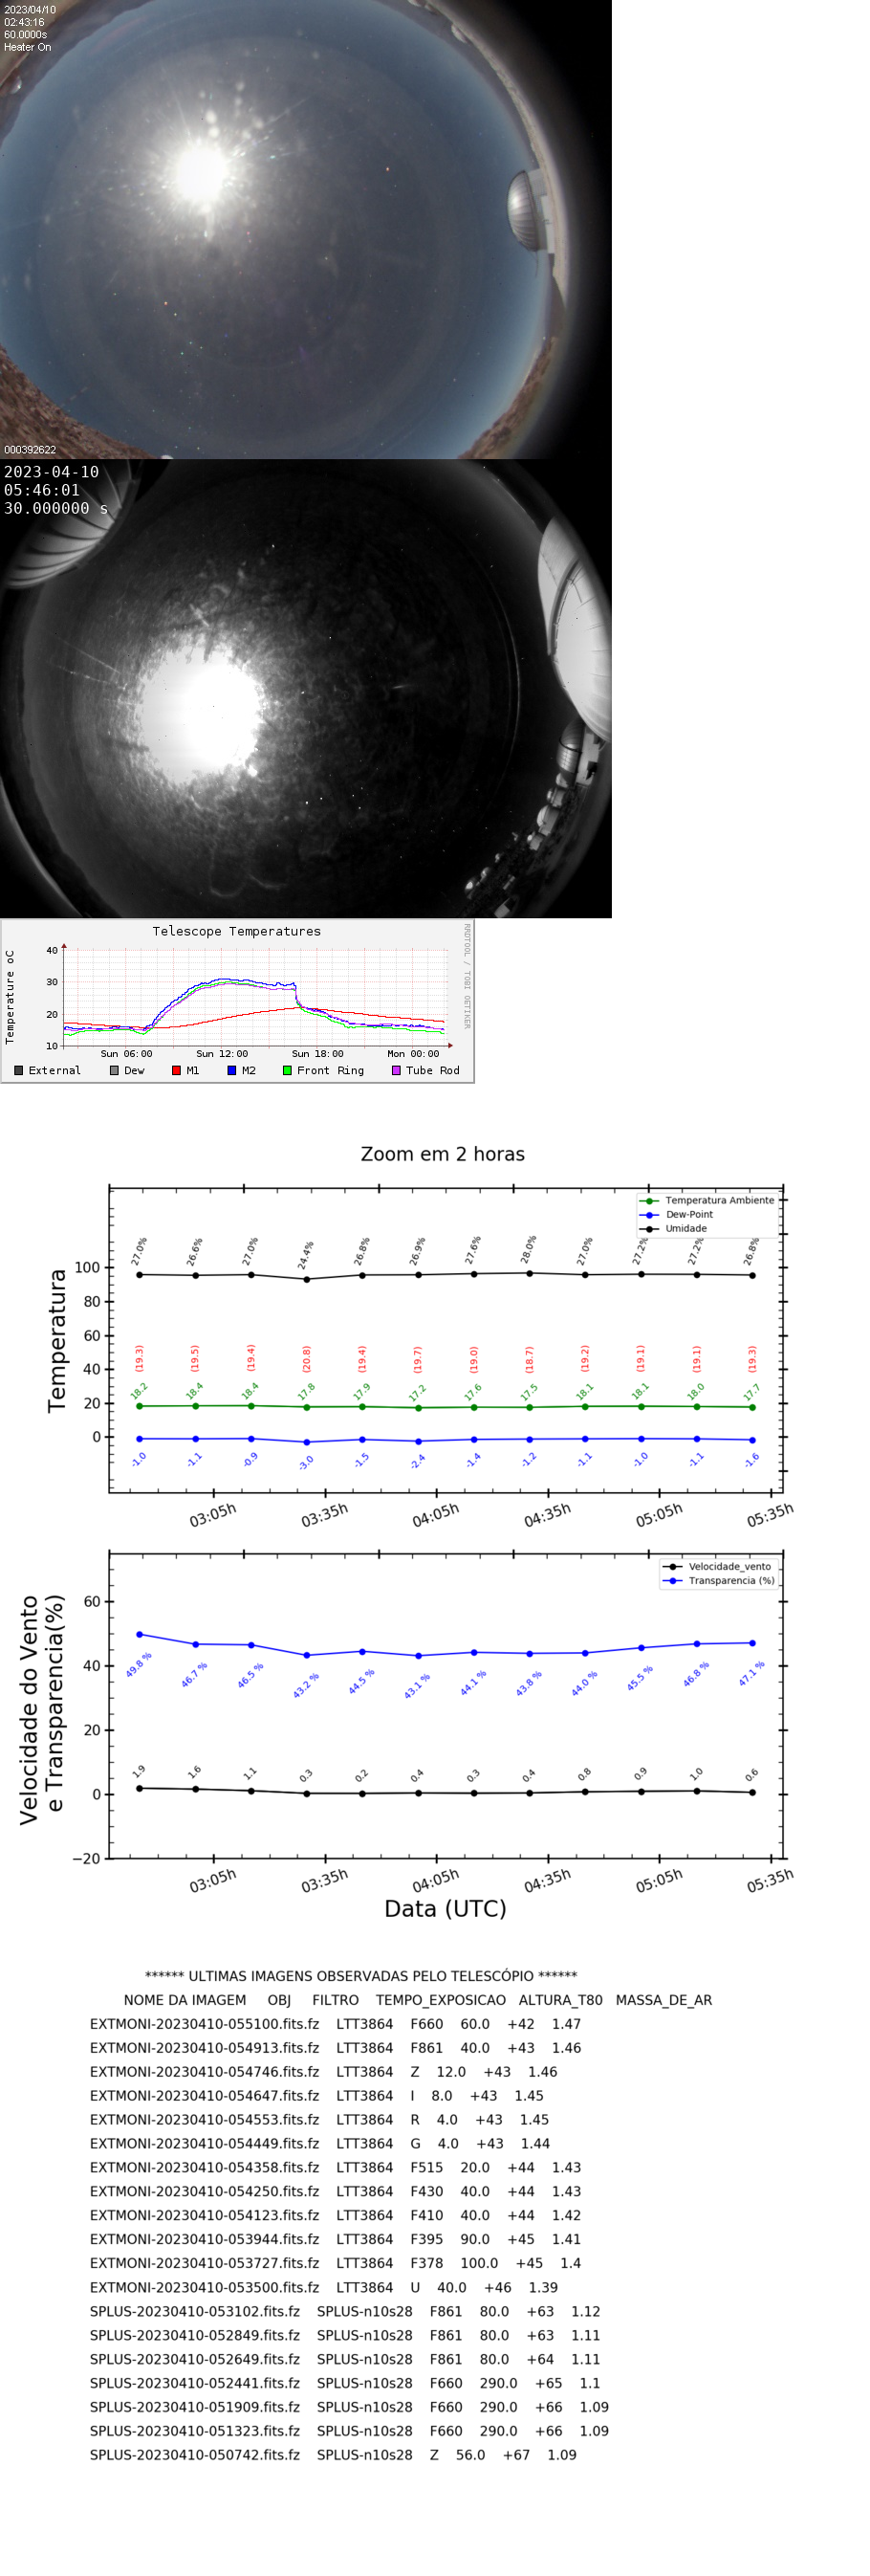 2023/04/10
02:43:16
60.0000s
Heater On
000392622
2023-04-10
05:46:01
30.000000 s
Telescope Temperatures
RRDTOOL / TOBI OETIKER
Temperature oC
40
30
20
10
Sun 06:00 Sun 12:00 Sun 18:00 Mon 00:00
External Dew M1 M2 Front Ring Tube Rod
Zoom em 2 horas
Temperatura Ambiente
Dew-Point
Umidade
Temperatura
100
80
60
40
20
0
27.0% 26.6% 27.0% 24.4% 26.8% 26.9% 27.6% 28.0% 27.0% 27.2% 27.2% 26.8%
(19.3) (19.5) (19.4) (20.8) (19.4) (19.7) (19.0) (18.7) (19.2) (19.1) (19.1) (19.3)
18.2 18.4 18.4 17.8 17.9 17.2 17.6 17.5 18.1 18.1 18.0 17.7
-1.0 -1.1 -0.9 -3.0 -1.5 -2.4 -1.4 -1.2 -1.1 -1.0 -1.1 -1.6
03:05h 03:35h 04:05h 04:35h 05:05h 05:35h
Velocidade_vento
Transparencia (%)
Velocidade do Vento
e Transparencia(%)
60
40
20
0
−20
49.8 % 46.7 % 46.5 % 43.2 % 44.5 % 43.1 % 44.1 % 43.8 % 44.0 % 45.5 % 46.8 % 47.1 %
1.9 1.6 1.1 0.3 0.2 0.4 0.3 0.4 0.8 0.9 1.0 0.6
03:05h 03:35h 04:05h 04:35h 05:05h 05:35h
Data (UTC)
****** ULTIMAS IMAGENS OBSERVADAS PELO TELESCÓPIO ******
NOME DA IMAGEM OBJ FILTRO TEMPO_EXPOSICAO ALTURA_T80 MASSA_DE_AR
EXTMONI-20230410-055100.fits.fz LTT3864 F660 60.0 +42 1.47
EXTMONI-20230410-054913.fits.fz LTT3864 F861 40.0 +43 1.46
EXTMONI-20230410-054746.fits.fz LTT3864 Z 12.0 +43 1.46
EXTMONI-20230410-054647.fits.fz LTT3864 I 8.0 +43 1.45
EXTMONI-20230410-054553.fits.fz LTT3864 R 4.0 +43 1.45
EXTMONI-20230410-054449.fits.fz LTT3864 G 4.0 +43 1.44
EXTMONI-20230410-054358.fits.fz LTT3864 F515 20.0 +44 1.43
EXTMONI-20230410-054250.fits.fz LTT3864 F430 40.0 +44 1.43
EXTMONI-20230410-054123.fits.fz LTT3864 F410 40.0 +44 1.42
EXTMONI-20230410-053944.fits.fz LTT3864 F395 90.0 +45 1.41
EXTMONI-20230410-053727.fits.fz LTT3864 F378 100.0 +45 1.4
EXTMONI-20230410-053500.fits.fz LTT3864 U 40.0 +46 1.39
SPLUS-20230410-053102.fits.fz SPLUS-n10s28 F861 80.0 +63 1.12
SPLUS-20230410-052849.fits.fz SPLUS-n10s28 F861 80.0 +63 1.11
SPLUS-20230410-052649.fits.fz SPLUS-n10s28 F861 80.0 +64 1.11
SPLUS-20230410-052441.fits.fz SPLUS-n10s28 F660 290.0 +65 1.1
SPLUS-20230410-051909.fits.fz SPLUS-n10s28 F660 290.0 +66 1.09
SPLUS-20230410-051323.fits.fz SPLUS-n10s28 F660 290.0 +66 1.09
SPLUS-20230410-050742.fits.fz SPLUS-n10s28 Z 56.0 +67 1.09